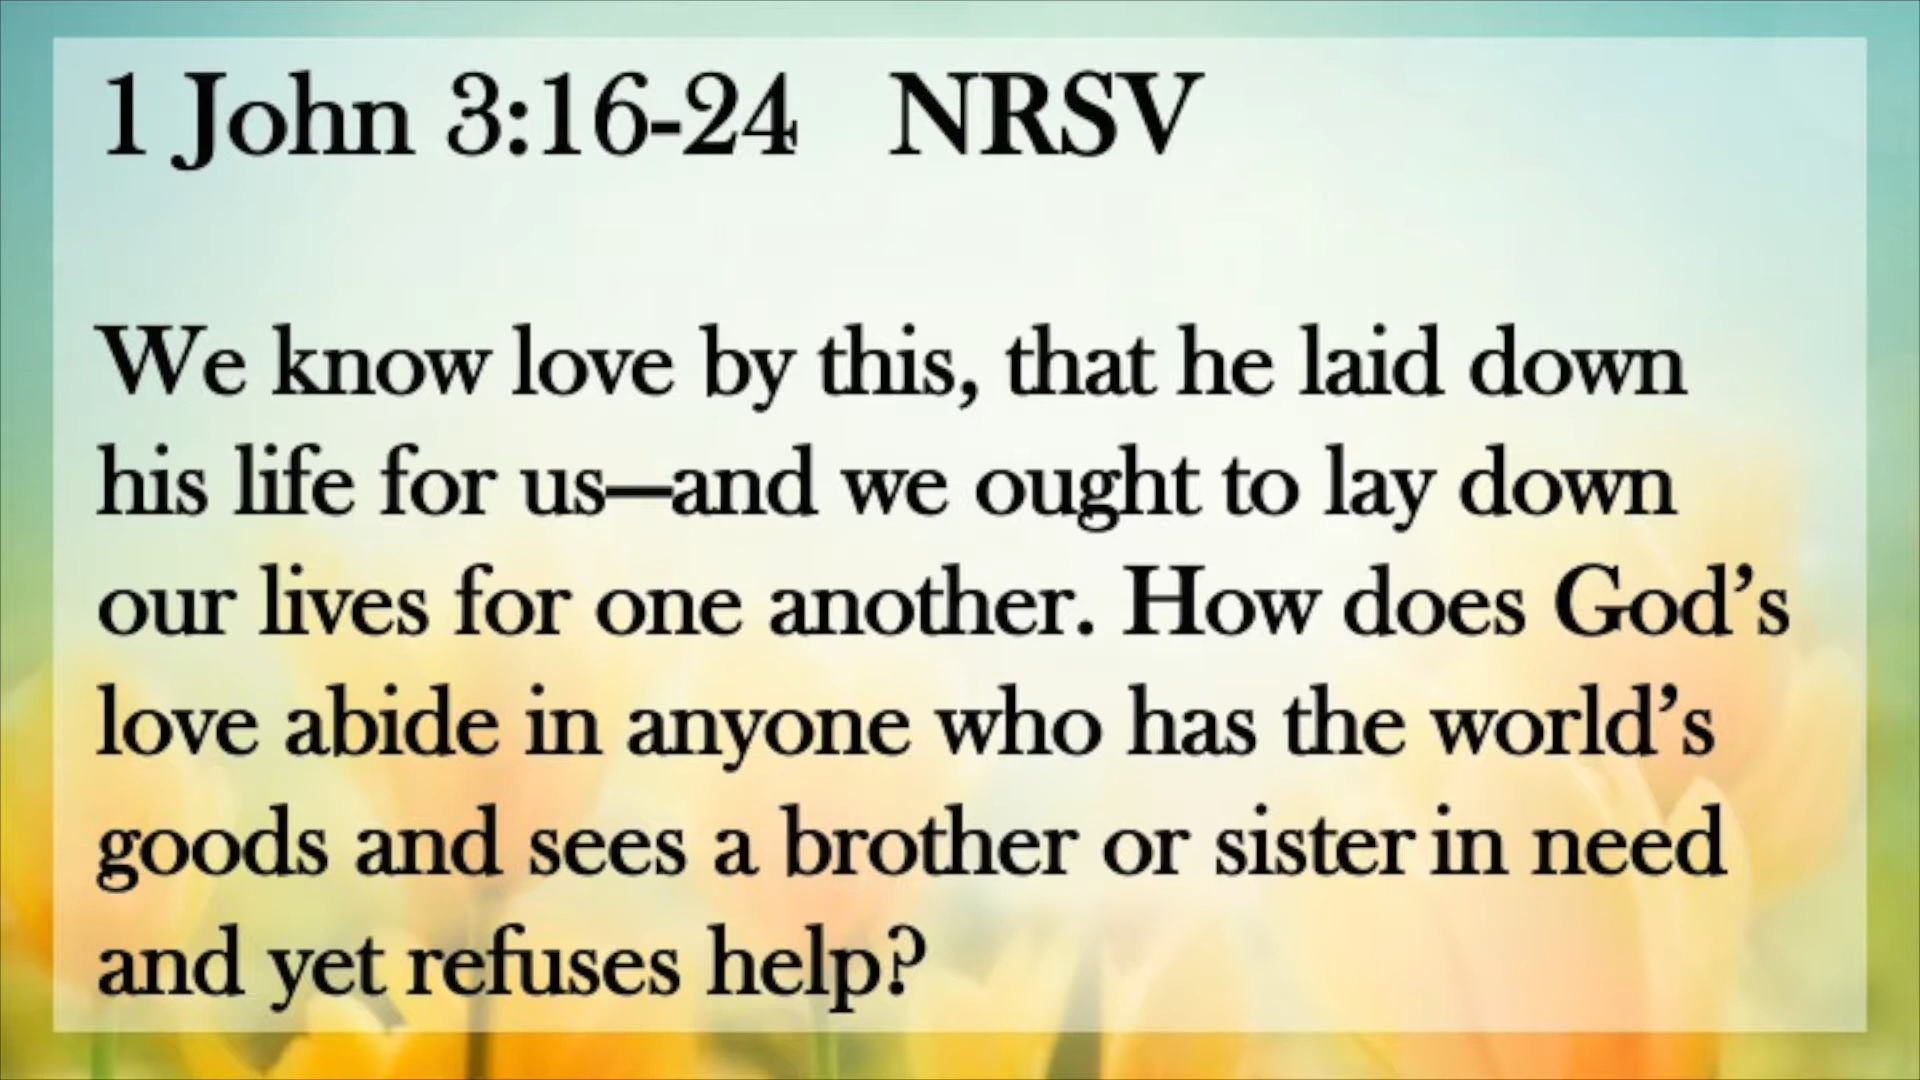 1 John 3:16-24 NRSV
We know love by this, that he laid down
his life for us—and we ought to lay down
our lives for one another. How does God’s
love abide in anyone who has the world’s
goods and sees a brother or sister in need
and yet refuses help?